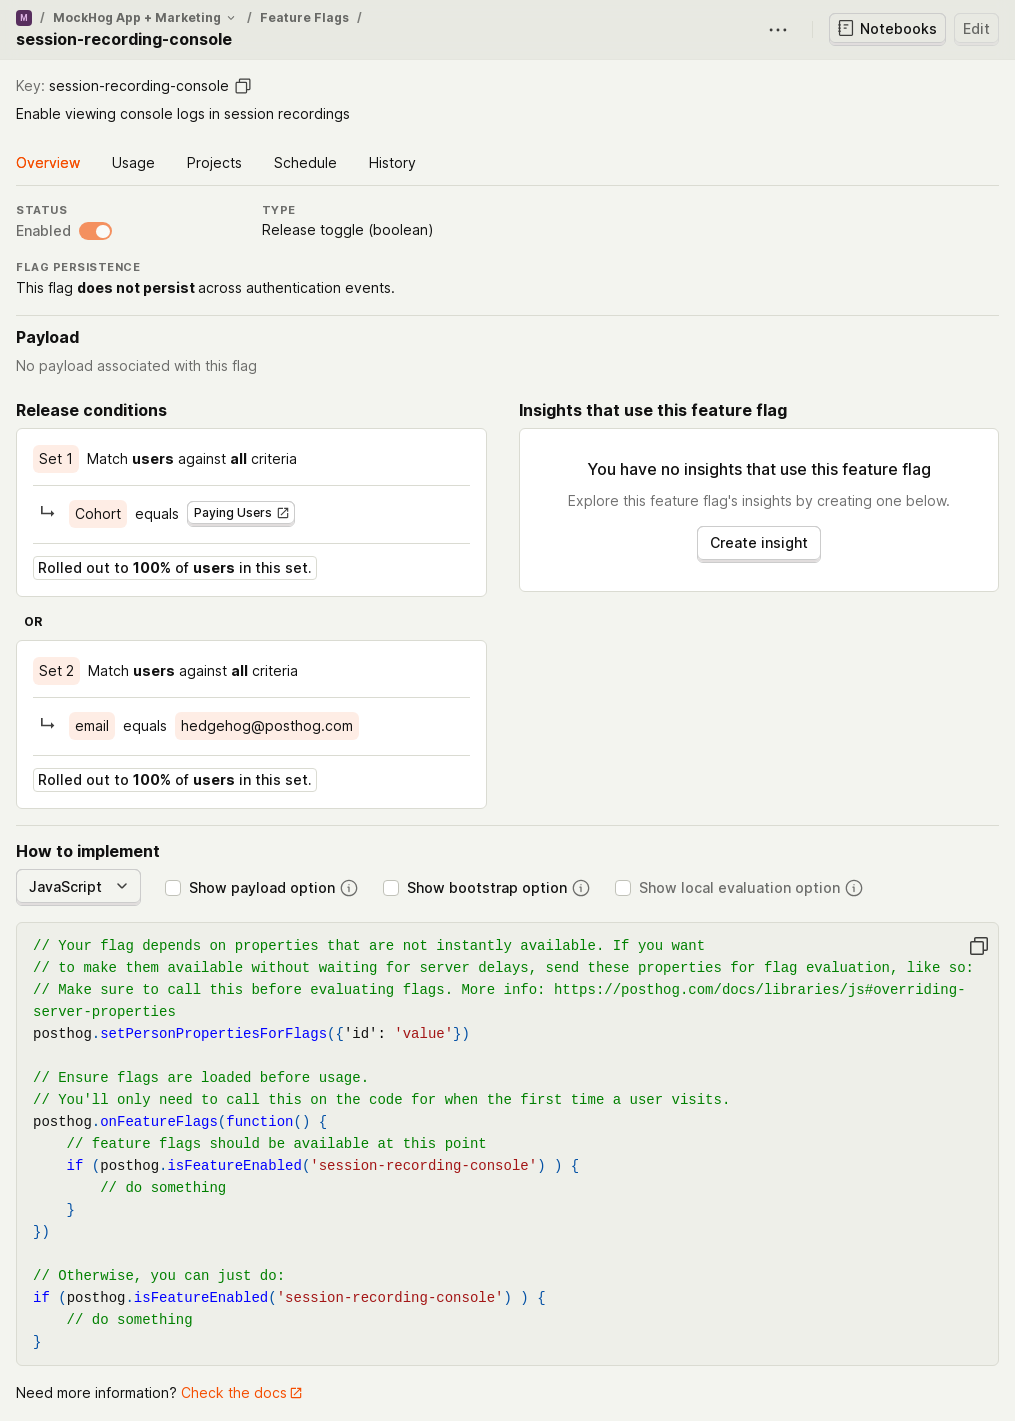 M / MockHog App + Marketing / Feature Flags /
session-recording-console
Notebooks
Edit
Key: session-recording-console
Enable viewing console logs in session recordings
Overview Usage Projects Schedule History
STATUS
Enabled
TYPE
Release toggle (boolean)
FLAG PERSISTENCE
This flag does not persist across authentication events.
Payload
No payload associated with this flag
Release conditions
Set 1 Match users against all criteria
Cohort equals Paying Users
Rolled out to 100% of users in this set.
OR
Set 2 Match users against all criteria
email equals hedgehog@posthog.com
Rolled out to 100% of users in this set.
Insights that use this feature flag
You have no insights that use this feature flag
Explore this feature flag's insights by creating one below.
Create insight
How to implement
JavaScript Show payload option Show bootstrap option Show local evaluation option
// Your flag depends on properties that are not instantly available. If you want
// to make them available without waiting for server delays, send these properties for flag evaluation, like so:
// Make sure to call this before evaluating flags. More info: https://posthog.com/docs/libraries/js#overriding-
server-properties
posthog.setPersonPropertiesForFlags({'id': 'value'})
// Ensure flags are loaded before usage.
// You'll only need to call this on the code for when the first time a user visits.
posthog.onFeatureFlags(function() {
    // feature flags should be available at this point
    if (posthog.isFeatureEnabled('session-recording-console') ) {
        // do something
    }
})
// Otherwise, you can just do:
if (posthog.isFeatureEnabled('session-recording-console') ) {
    // do something
}
Need more information? Check the docs